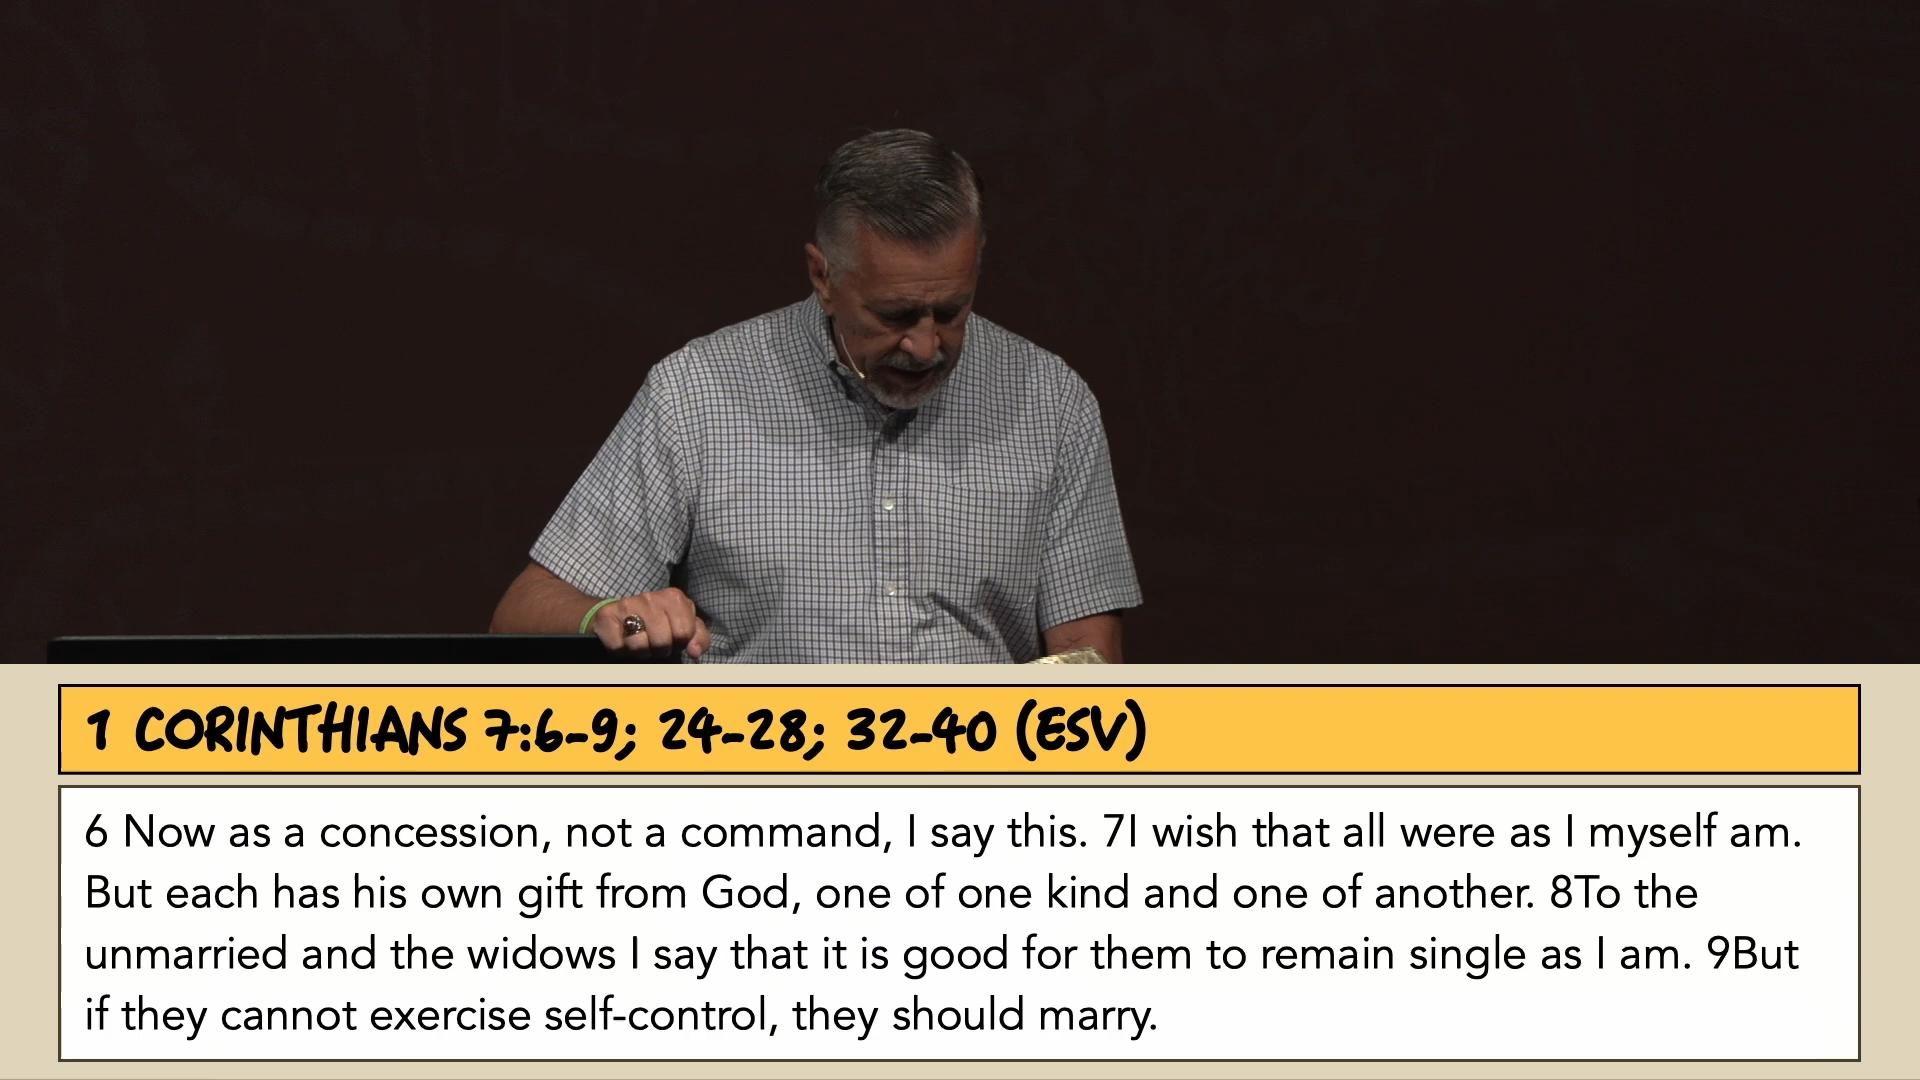 1 CORINTHIANS 7:6-9; 24-28; 32-40 (ESV)
6 Now as a concession, not a command, I say this. 7I wish that all were as I myself am.
But each has his own gift from God, one of one kind and one of another. 8To the
unmarried and the widows I say that it is good for them to remain single as I am. 9But
if they cannot exercise self-control, they should marry.